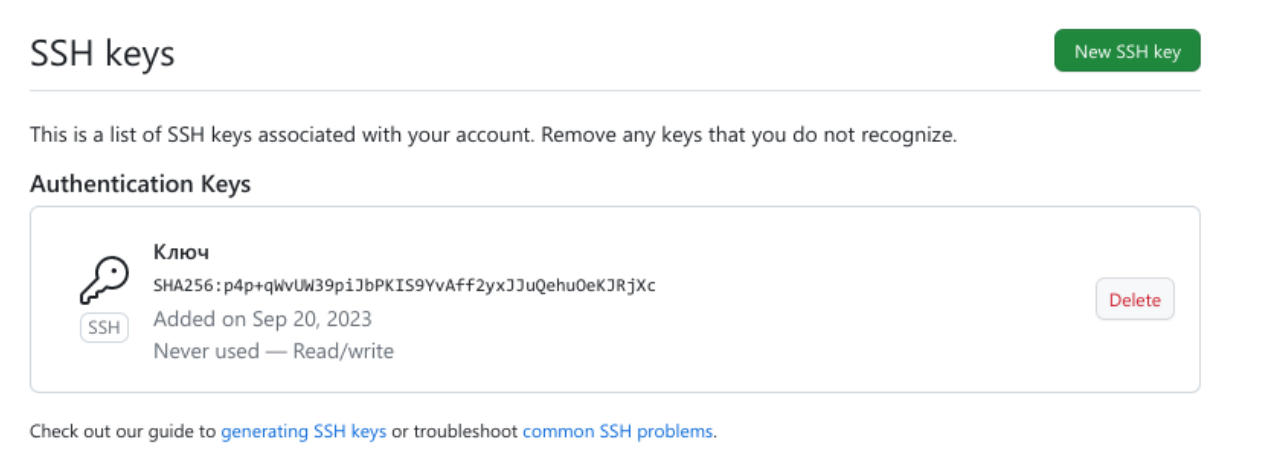 SSH keys
New SSH key
This is a list of SSH keys associated with your account. Remove any keys that you do not recognize.
Authentication Keys
Ключ
SHA256:p4p+qWvUW39piJbPKIS9YvAff2yxJJuQehuOeKJRjXc
Added on Sep 20, 2023
Never used — Read/write
SSH
Delete
Check out our guide to generating SSH keys or troubleshoot common SSH problems.